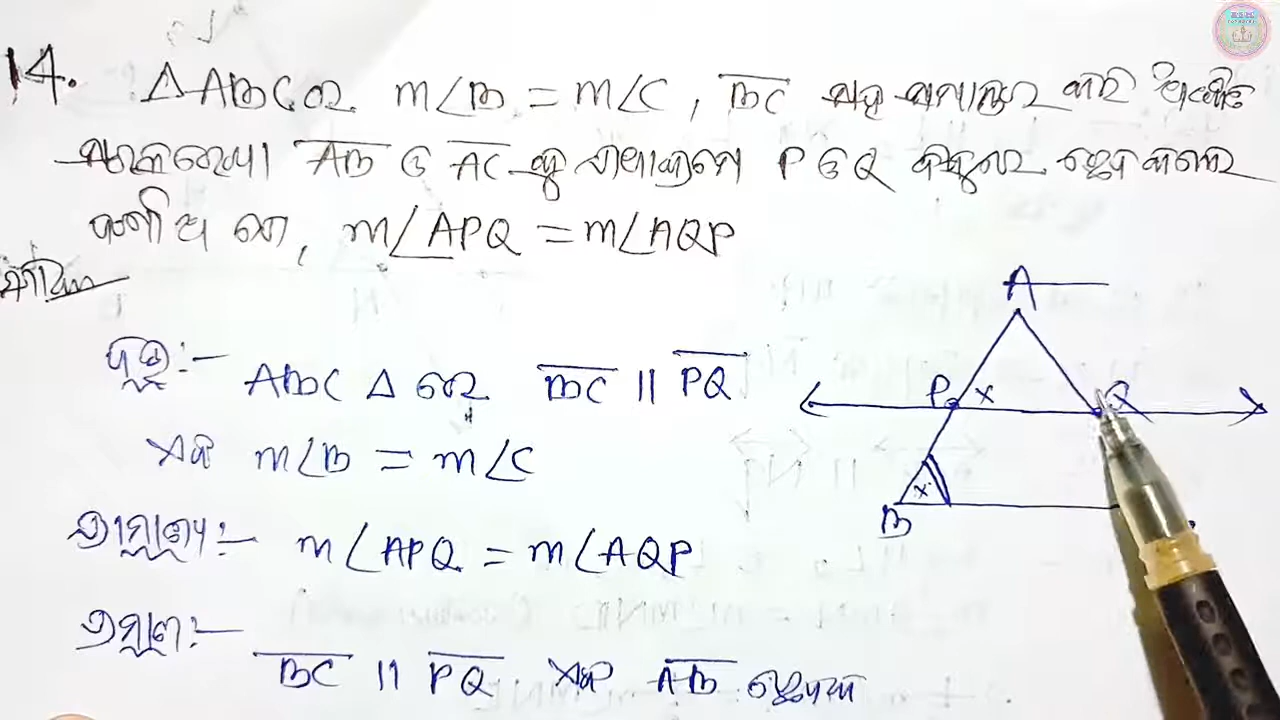 14. △ABC ରେ m∠B = m∠C, BC ସହ ସମାନ୍ତର କରି ଅଙ୍କିତ
ସରଳରେଖା AB ଓ AC କୁ ଯଥାକ୍ରମେ P ଓ Q ବିନ୍ଦୁରେ ଛେଦ କଲେ
ଦର୍ଶାଅ ଯେ, m∠APQ = m∠AQP
ଦତ୍ତ:- ABC △ ରେ BC || PQ
ଏବଂ m∠B = m∠C
ପ୍ରାମାଣ୍ୟ:- m∠APQ = m∠AQP
ପ୍ରମାଣ:-
BC || PQ ଏବଂ AB ଛେଦକ
A
P
x
Q
x
B